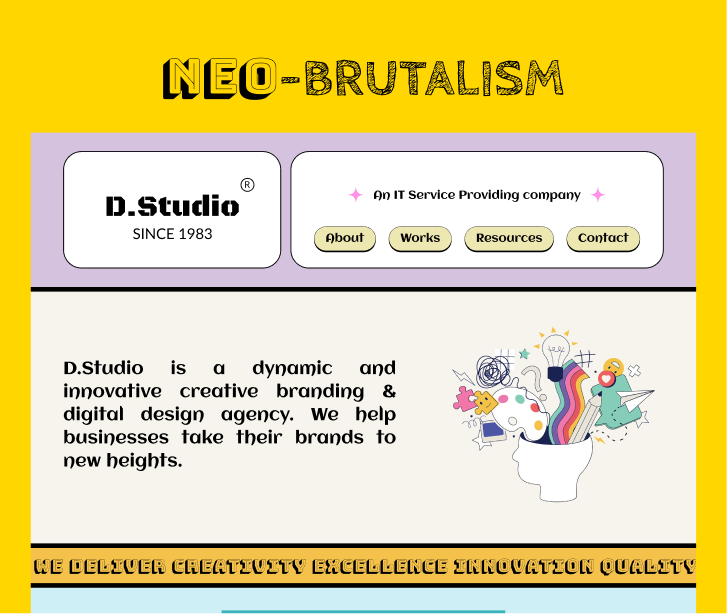 NEO-BRUTALISM
D.Studio ®
SINCE 1983
An IT Service Providing company
About Works Resources Contact
D.Studio is a dynamic and
innovative creative branding &
digital design agency. We help
businesses take their brands to
new heights.
WE DELIVER CREATIVITY EXCELLENCE INNOVATION QUALITY